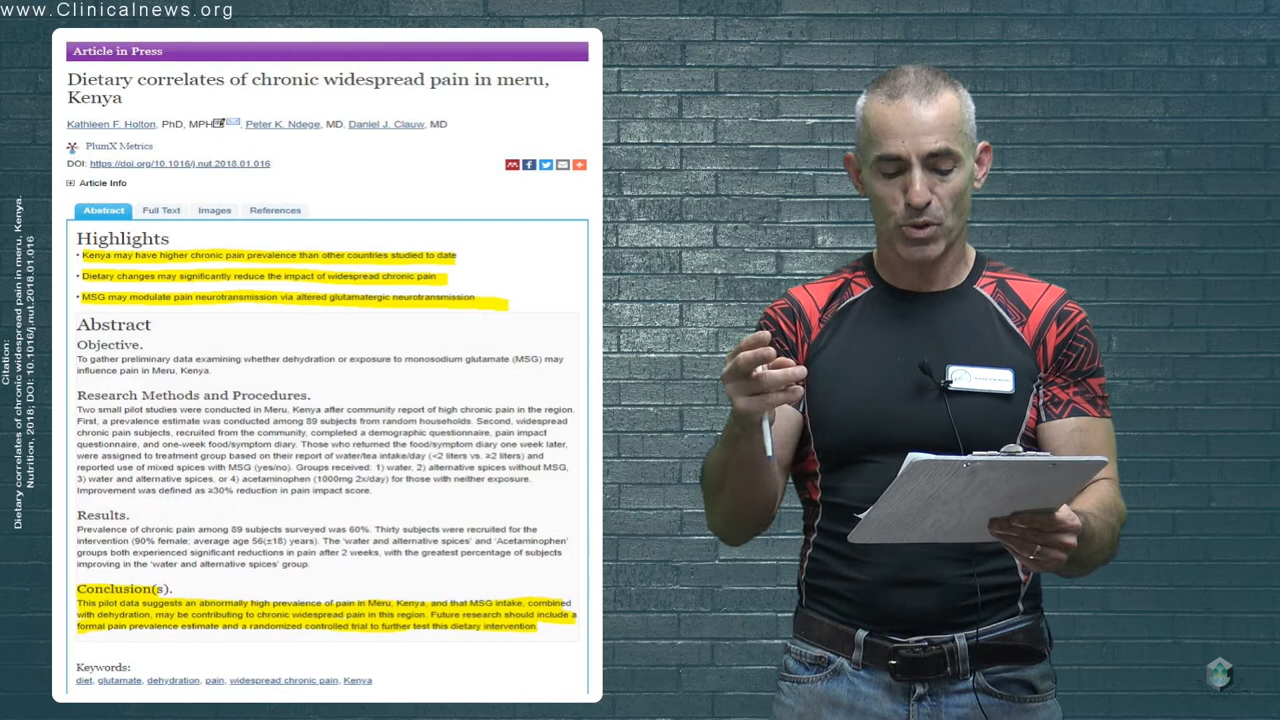 www.Clinicalnews.org
Article in Press
Dietary correlates of chronic widespread pain in meru,
Kenya
Kathleen F. Holton, PhD, MPH, Peter K. Ndege, MD, Daniel J. Clauw, MD
PlumX Metrics
DOI: https://doi.org/10.1016/j.nut.2018.01.016
Article Info
Abstract Full Text Images References
Highlights
• Kenya may have higher chronic pain prevalence than other countries studied to date
• Dietary changes may significantly reduce the impact of widespread chronic pain
• MSG may modulate pain neurotransmission via altered glutamatergic neurotransmission
Abstract
Objective.
To gather preliminary data examining whether dehydration or exposure to monosodium glutamate (MSG) may
influence pain in Meru, Kenya.
Research Methods and Procedures.
Two small pilot studies were conducted in Meru, Kenya after community report of high chronic pain in the region.
First, a prevalence estimate was conducted among 89 subjects from random households. Second, widespread
chronic pain subjects, recruited from the community, completed a demographic questionnaire, pain impact
questionnaire, and one-week food/symptom diary. Those who returned the food/symptom diary one week later,
were assigned to treatment group based on their report of water/tea intake/day (<2 liters vs. ≥2 liters) and
reported use of mixed spices with MSG (yes/no). Groups received: 1) water, 2) alternative spices without MSG,
3) water and alternative spices, or 4) acetaminophen (1000mg 2x/day) for those with neither exposure.
Improvement was defined as ≥30% reduction in pain impact score.
Results.
Prevalence of chronic pain among 89 subjects surveyed was 60%. Thirty subjects were recruited for the
intervention (90% female; average age 56(±18) years). The 'water and alternative spices' and 'Acetaminophen'
groups both experienced significant reductions in pain after 2 weeks, with the greatest percentage of subjects
improving in the 'water and alternative spices' group.
Conclusion(s).
This pilot data suggests an abnormally high prevalence of pain in Meru, Kenya, and that MSG intake, combined
with dehydration, may be contributing to chronic widespread pain in this region. Future research should include a
formal pain prevalence estimate and a randomized controlled trial to further test this dietary intervention.
Keywords:
diet, glutamate, dehydration, pain, widespread chronic pain, Kenya
Citation:
Dietary correlates of chronic widespread pain in meru, Kenya.
Nutrition, 2018; DOI: 10.1016/j.nut.2018.01.016